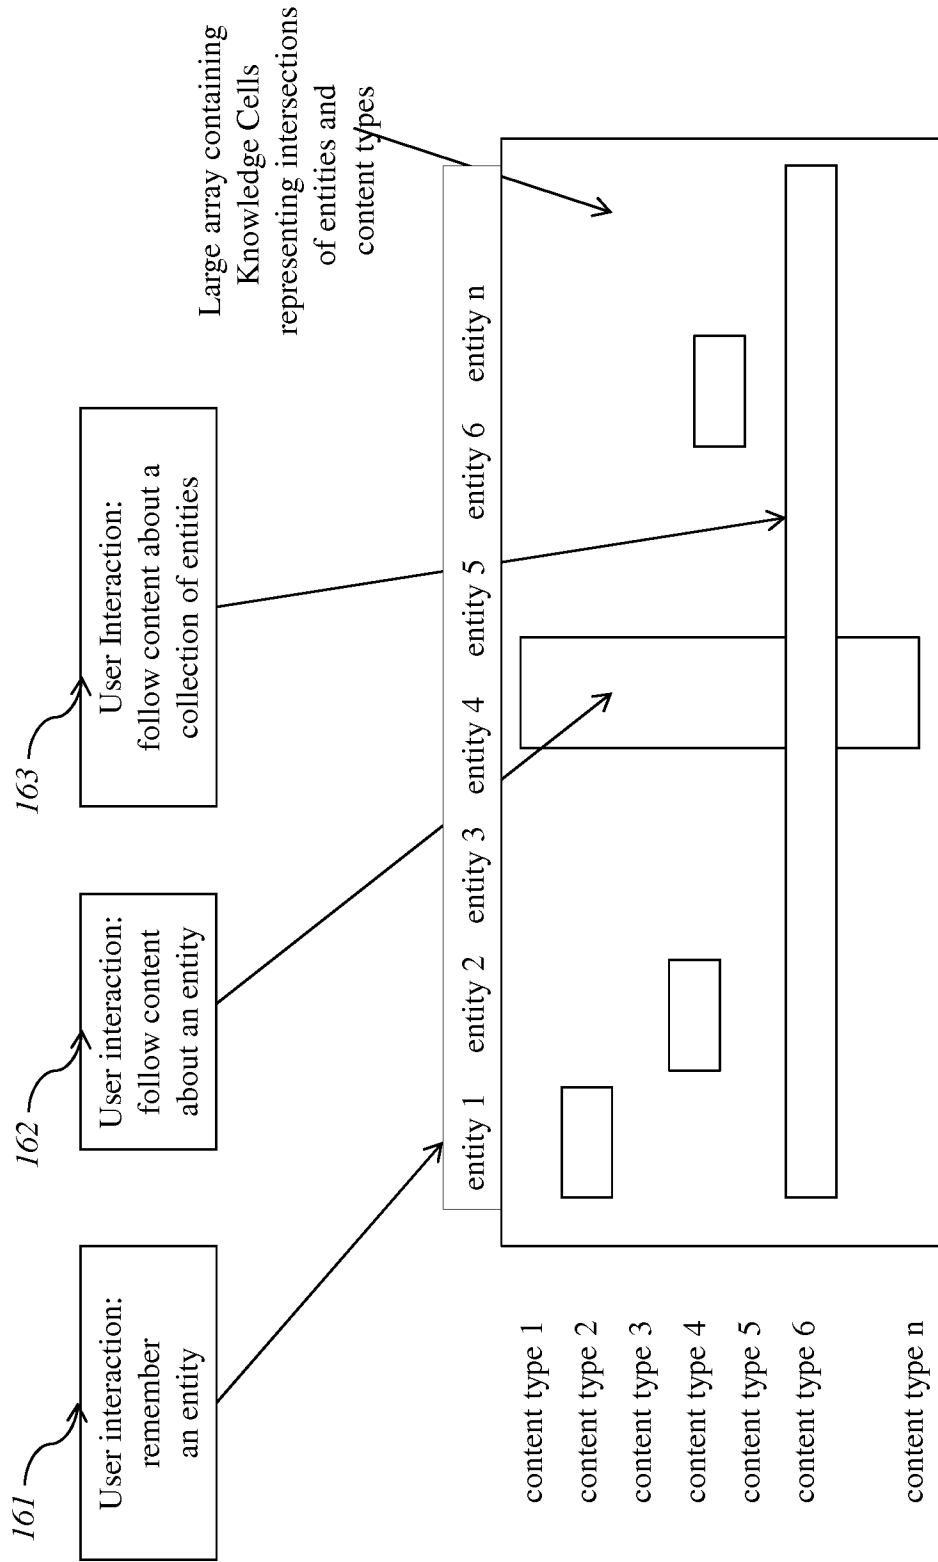 161
User interaction:
remember
an entity
162
User interaction:
follow content
about an entity
163
User Interaction:
follow content about a
collection of entities
Large array containing
Knowledge Cells
representing intersections
of entities and
content types
entity 1 entity 2 entity 3 entity 4 entity 5 entity 6 entity n
content type 1
content type 2
content type 3
content type 4
content type 5
content type 6
content type n